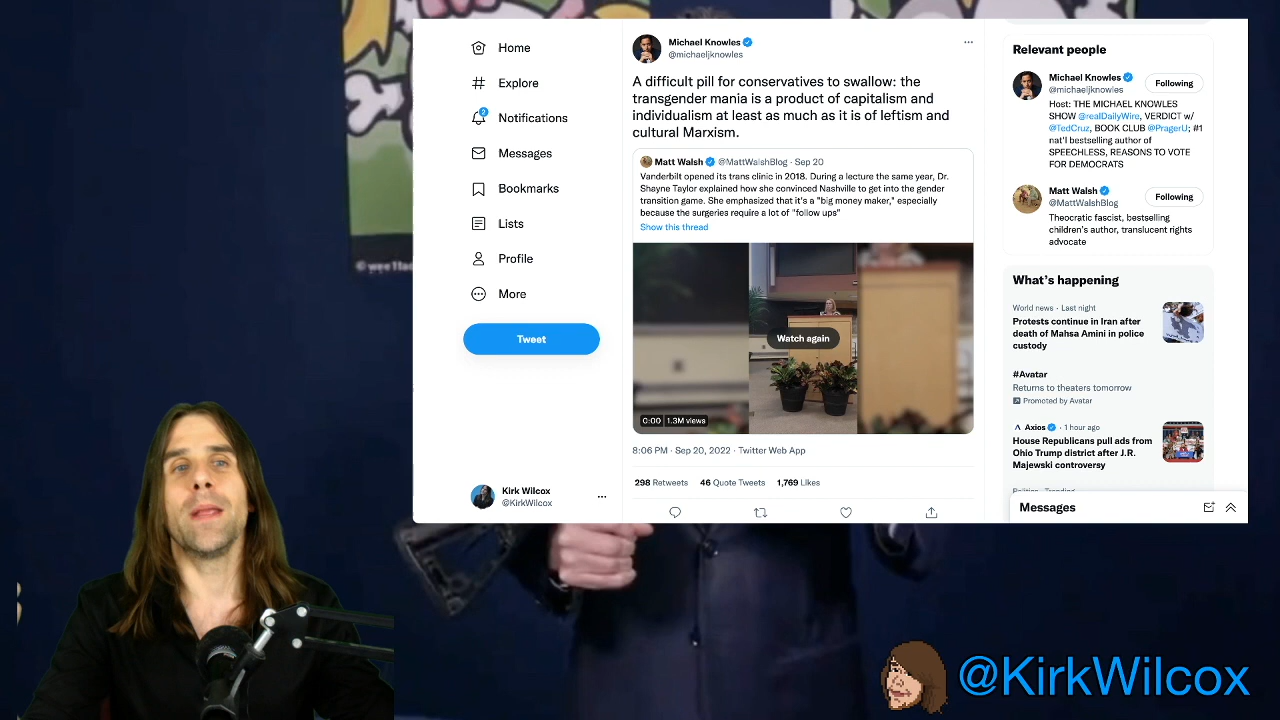 Home
Explore
2
Notifications
Messages
Bookmarks
Lists
Profile
More
Tweet
Kirk Wilcox
@KirkWilcox
Michael Knowles
@michaeljknowles
A difficult pill for conservatives to swallow: the
transgender mania is a product of capitalism and
individualism at least as much as it is of leftism and
cultural Marxism.
Matt Walsh @MattWalshBlog · Sep 20
Vanderbilt opened its trans clinic in 2018. During a lecture the same year, Dr.
Shayne Taylor explained how she convinced Nashville to get into the gender
transition game. She emphasized that it's a "big money maker," especially
because the surgeries require a lot of "follow ups"
Show this thread
Watch again
0:00 1.3M views
8:06 PM · Sep 20, 2022 · Twitter Web App
298 Retweets 46 Quote Tweets 1,769 Likes
Relevant people
Michael Knowles
@michaeljknowles
Following
Host: THE MICHAEL KNOWLES
SHOW @realDailyWire, VERDICT w/
@TedCruz, BOOK CLUB @PragerU; #1
nat'l bestselling author of
SPEECHLESS, REASONS TO VOTE
FOR DEMOCRATS
Matt Walsh
@MattWalshBlog
Following
Theocratic fascist, bestselling
children's author, translucent rights
advocate
What's happening
World news · Last night
Protests continue in Iran after
death of Mahsa Amini in police
custody
#Avatar
Returns to theaters tomorrow
Promoted by Avatar
Axios · 1 hour ago
House Republicans pull ads from
Ohio Trump district after J.R.
Majewski controversy
Messages
@KirkWilcox